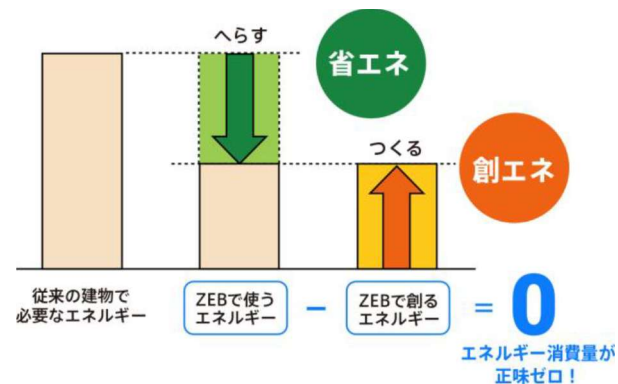 へらす
省エネ
つくる
創エネ
従来の建物で
必要なエネルギー
ZEBで使う
エネルギー
−
ZEBで創る
エネルギー
=
0
エネルギー消費量が
正味ゼロ！